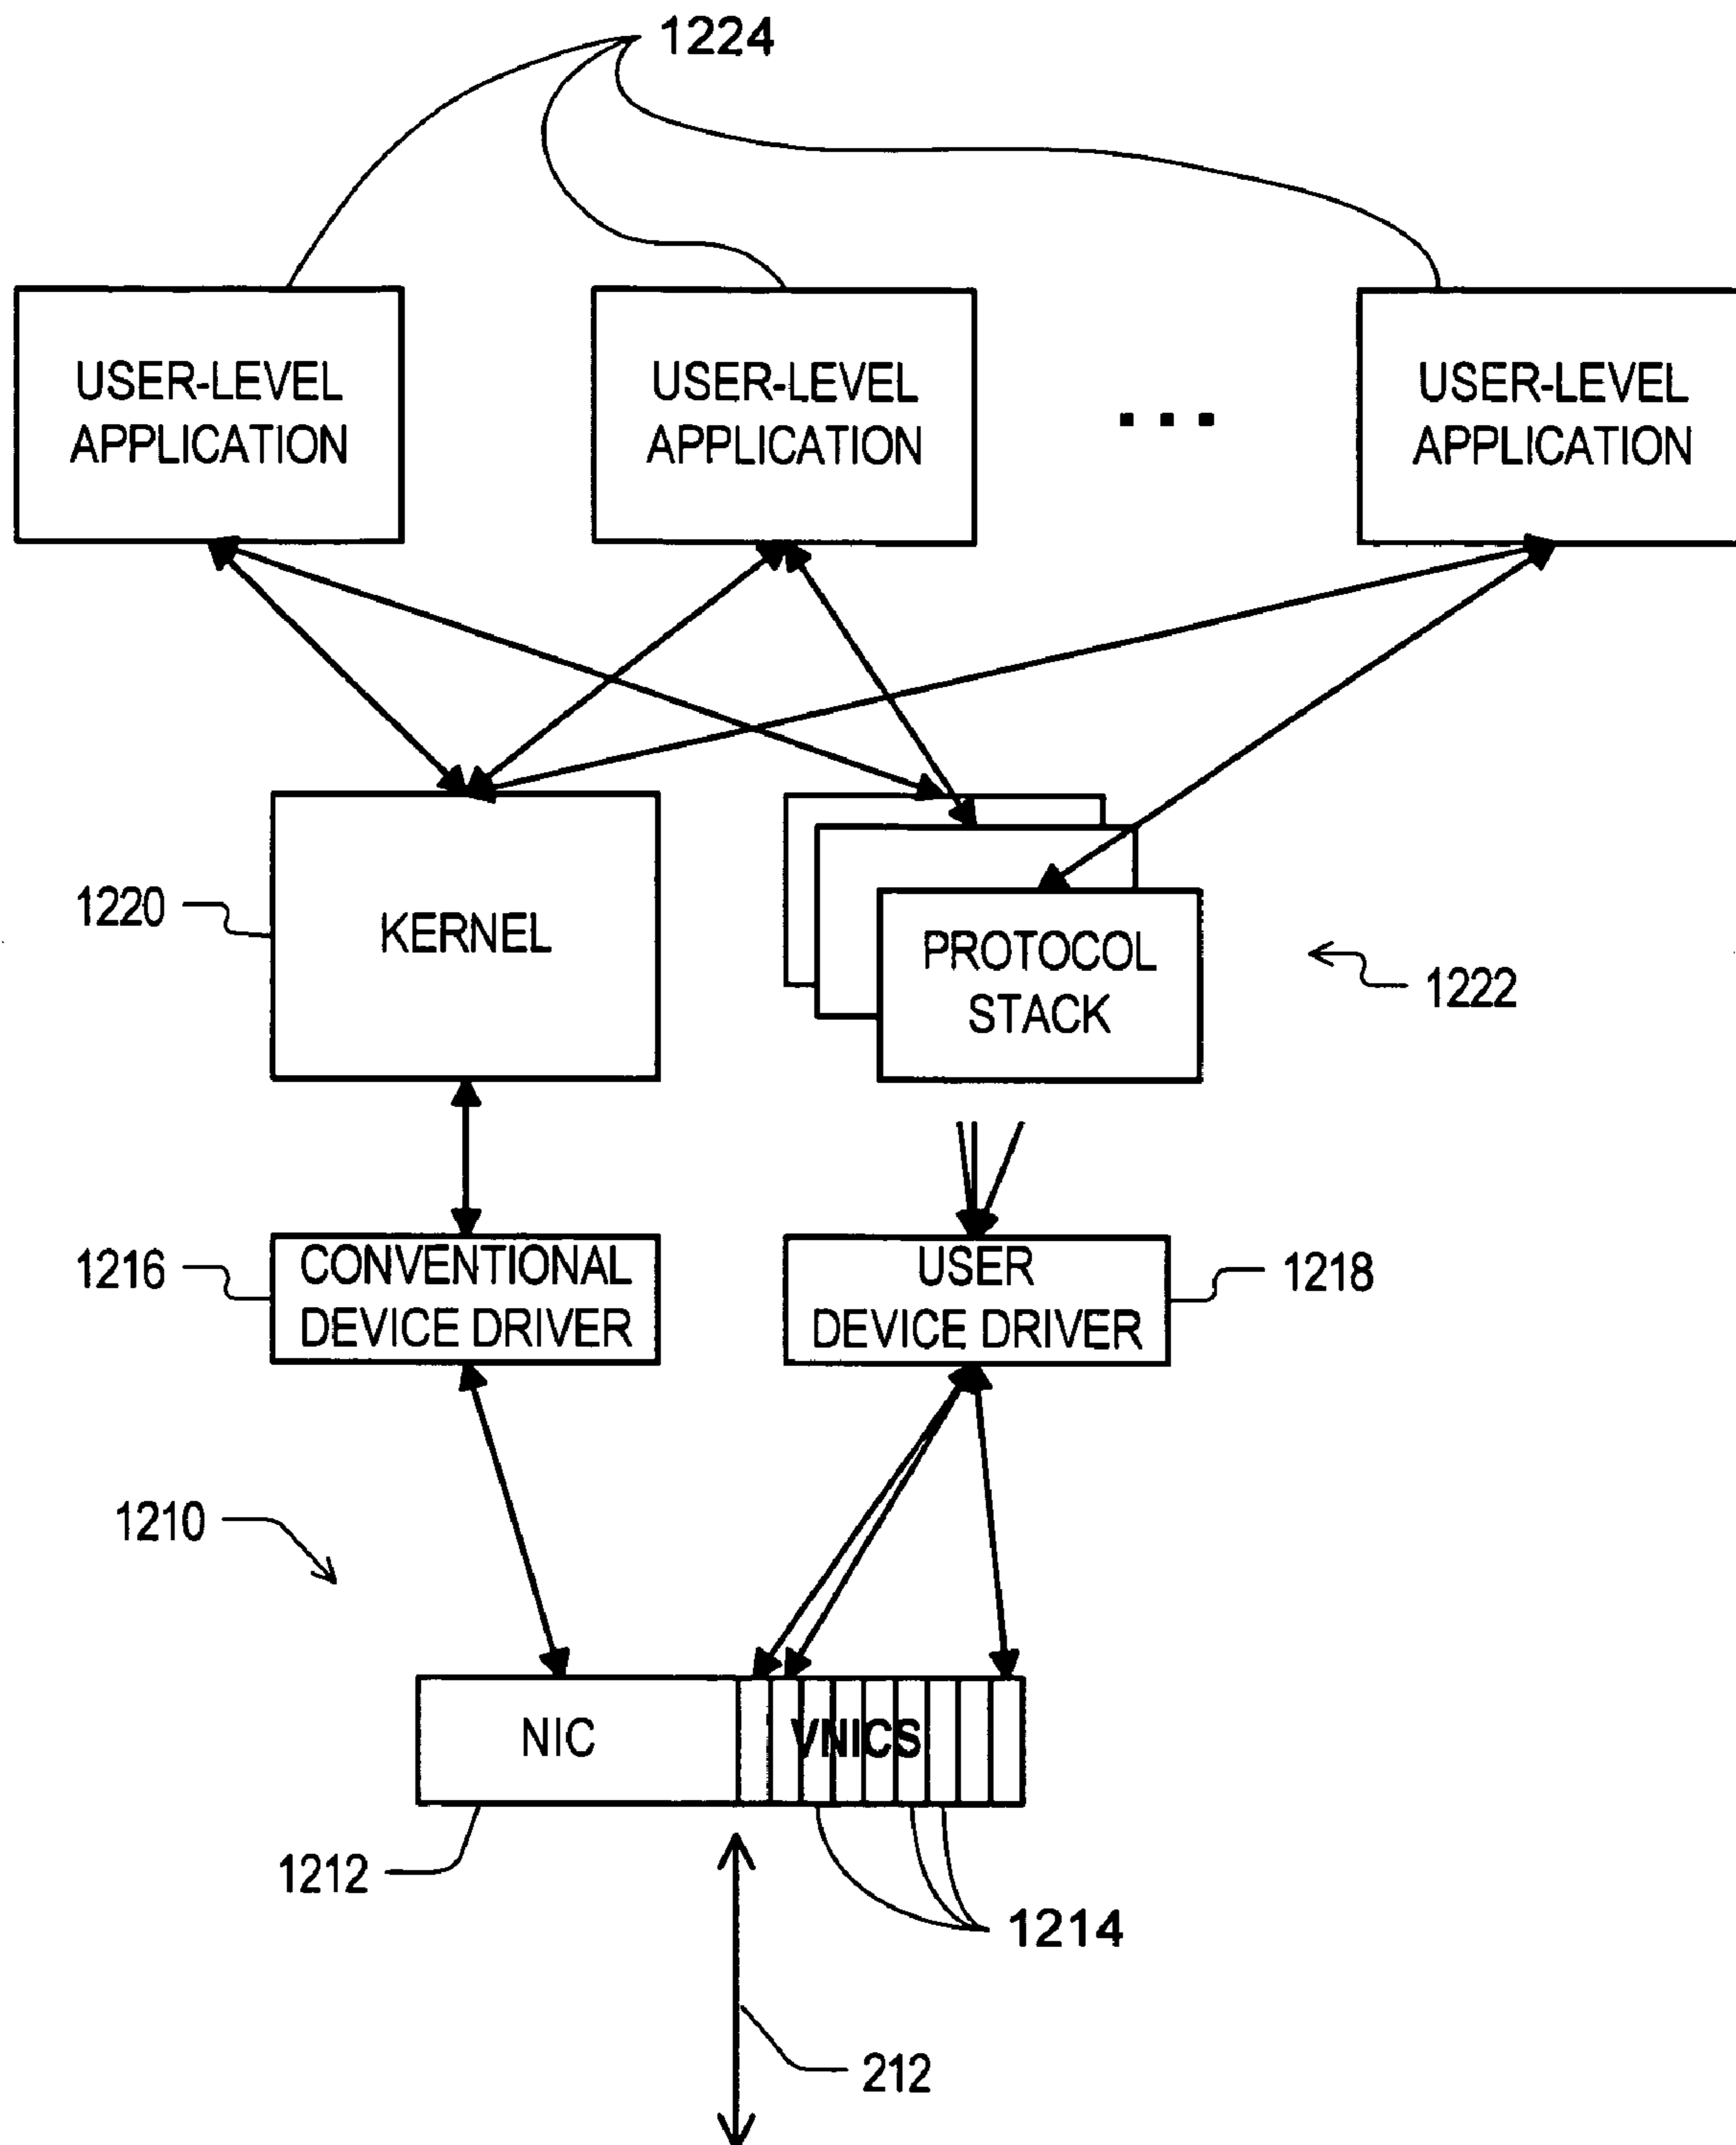 1224
USER-LEVEL
APPLICATION
USER-LEVEL
APPLICATION
...
USER-LEVEL
APPLICATION
1220
KERNEL
PROTOCOL
STACK
1222
1216
CONVENTIONAL
DEVICE DRIVER
USER
DEVICE DRIVER
1218
1210
NIC
VNICS
1212
1214
212